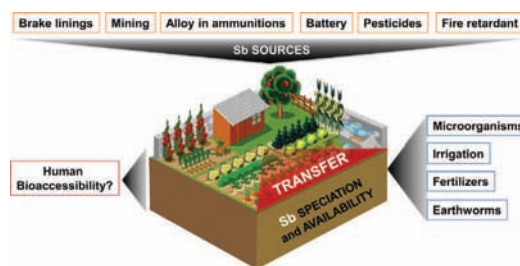 Brake linings
Mining
Alloy in ammunitions
Battery
Pesticides
Fire retardant
Sb SOURCES
Microorganisms
Irrigation
Fertilizers
Earthworms
Human
Bioaccessibility?
TRANSFER
Sb SPECIATION
and AVAILABILITY